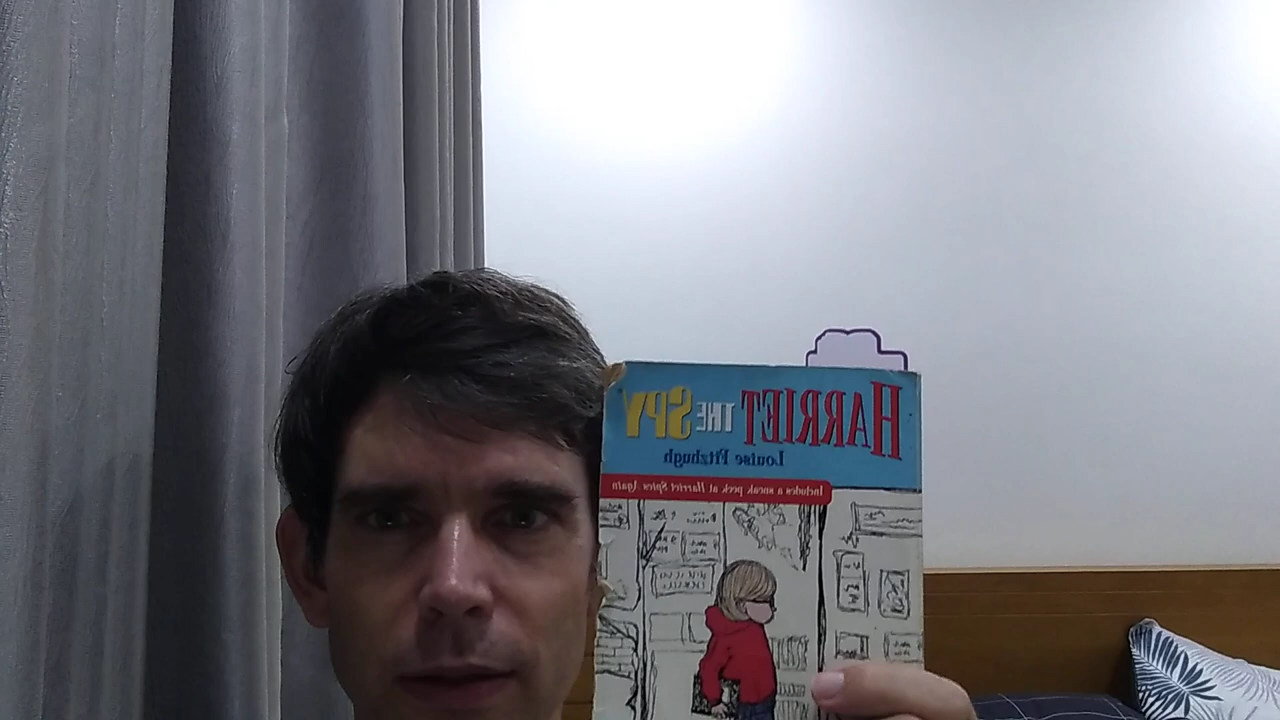 HARRIET THE SPY
Louise Fitzhugh
Includes a sneak peek at Harriet Spies Again